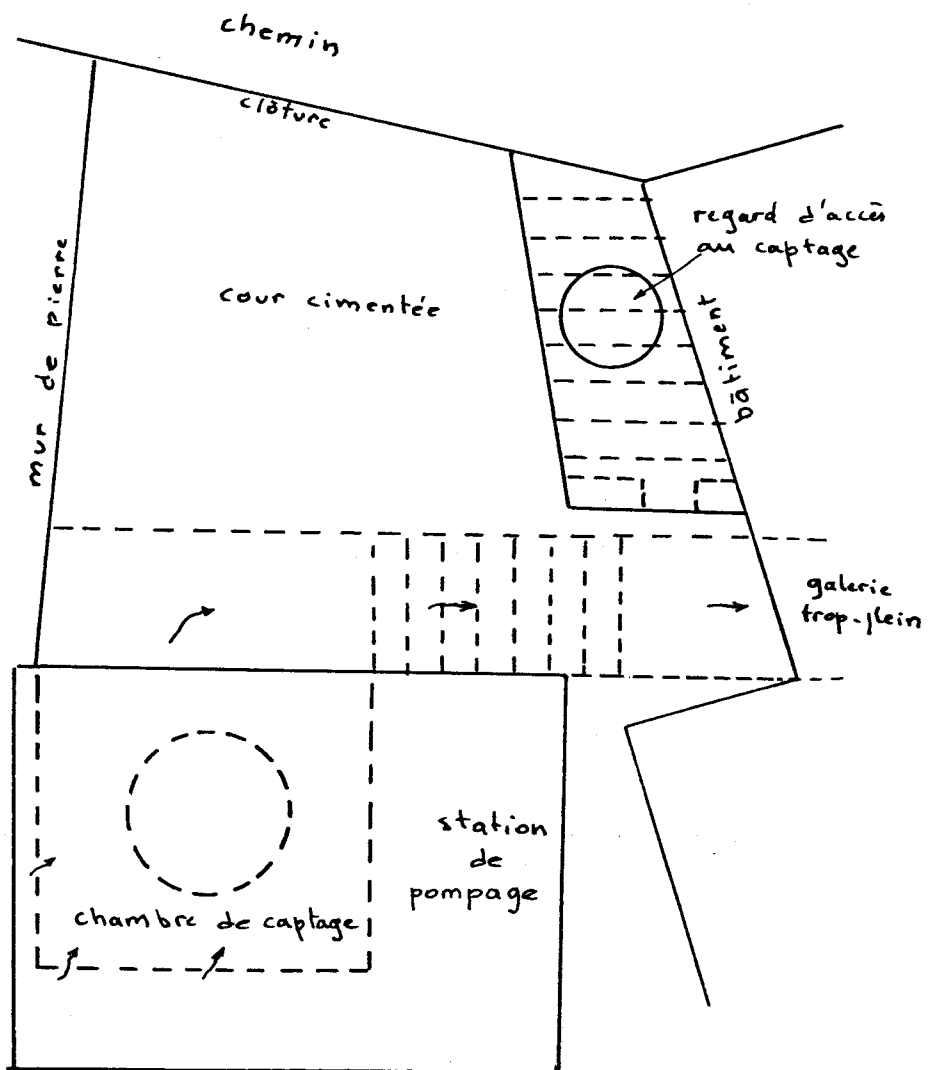 chemin
clôture
regard d'accès
au captage
mur de pierre
cour cimentée
bâtiment
galerie
trop-plein
station
de
pompage
chambre de captage